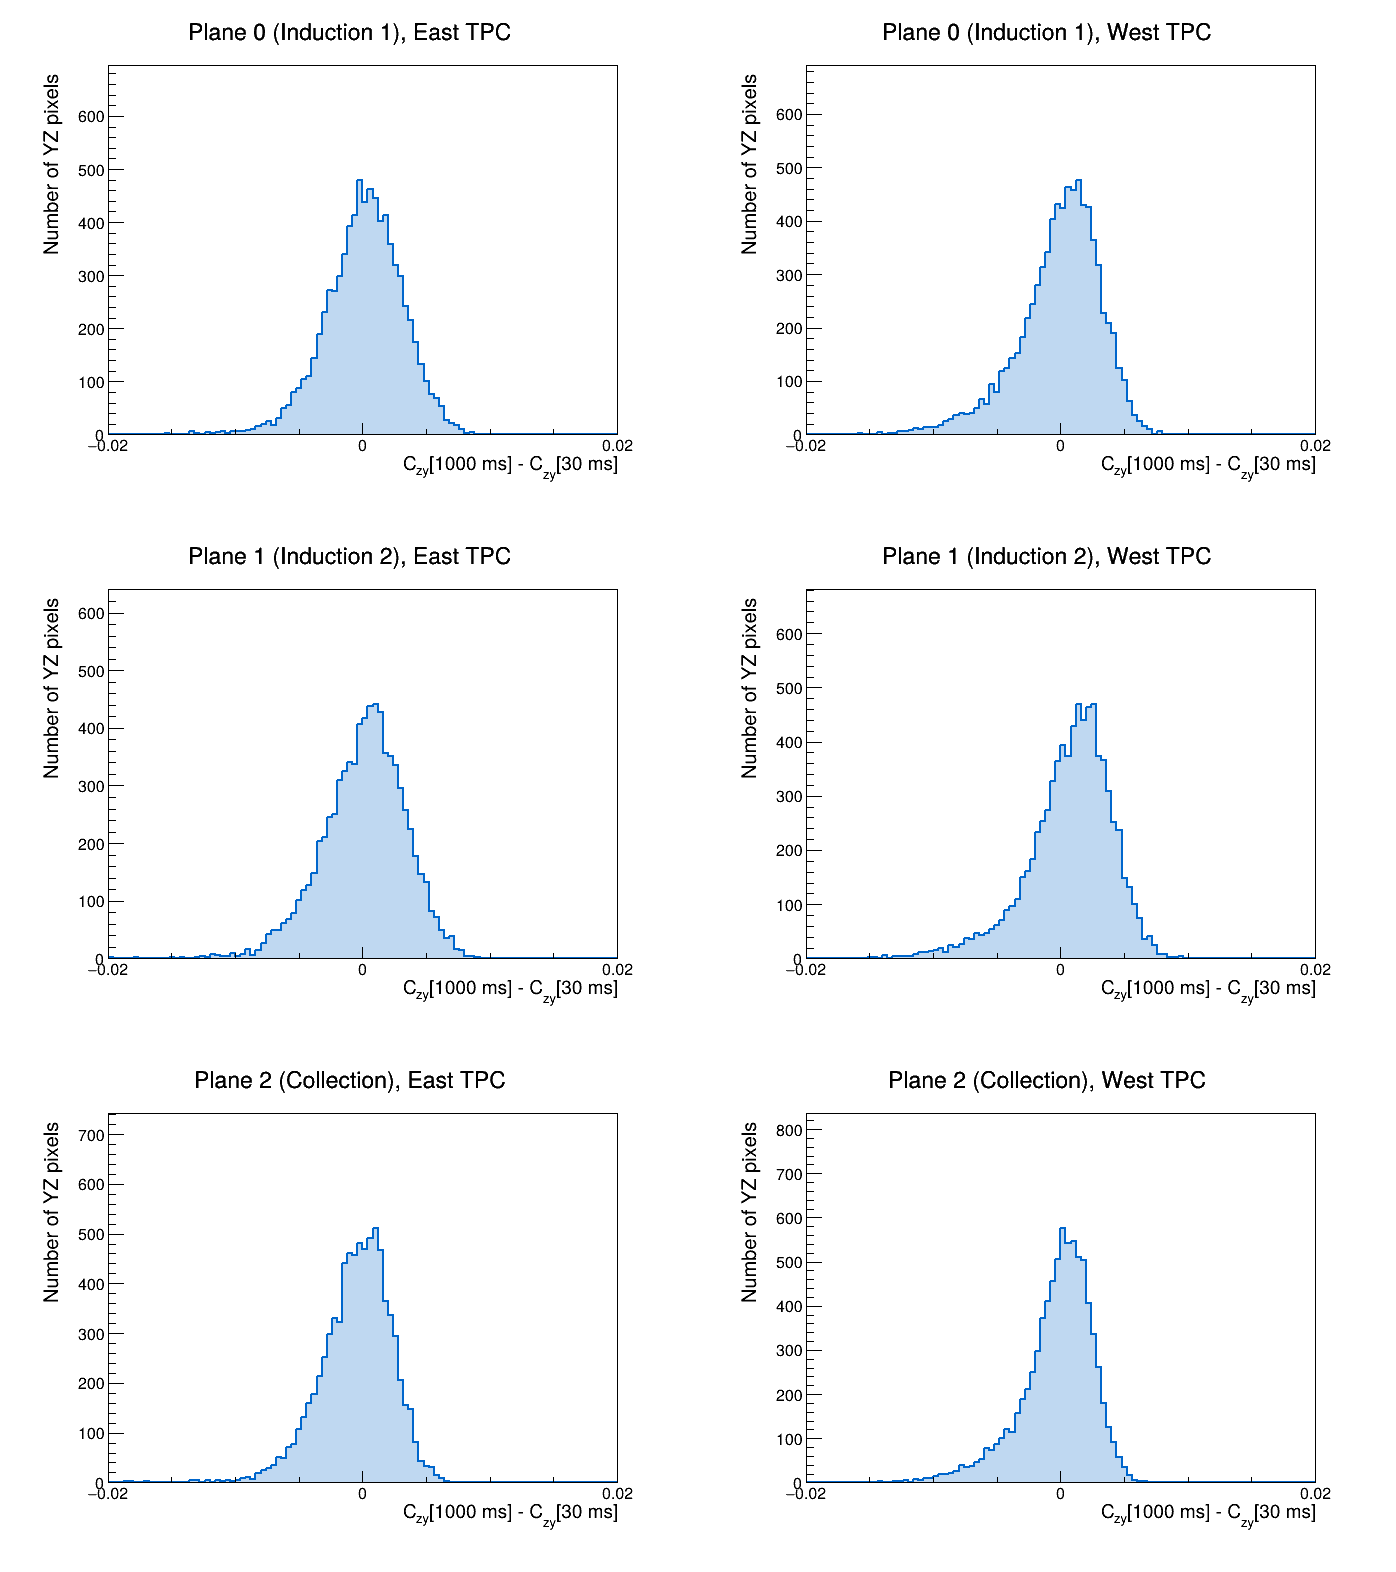 Plane 0 (Induction 1), East TPC
Number of YZ pixels
600
500
400
300
200
100
0
−0.02 0 0.02
Czy[1000 ms] - Czy[30 ms]
Plane 0 (Induction 1), West TPC
Number of YZ pixels
600
500
400
300
200
100
0
−0.02 0 0.02
Czy[1000 ms] - Czy[30 ms]
Plane 1 (Induction 2), East TPC
Number of YZ pixels
600
500
400
300
200
100
0
−0.02 0 0.02
Czy[1000 ms] - Czy[30 ms]
Plane 1 (Induction 2), West TPC
Number of YZ pixels
600
500
400
300
200
100
0
−0.02 0 0.02
Czy[1000 ms] - Czy[30 ms]
Plane 2 (Collection), East TPC
Number of YZ pixels
700
600
500
400
300
200
100
0
−0.02 0 0.02
Czy[1000 ms] - Czy[30 ms]
Plane 2 (Collection), West TPC
Number of YZ pixels
800
700
600
500
400
300
200
100
0
−0.02 0 0.02
Czy[1000 ms] - Czy[30 ms]